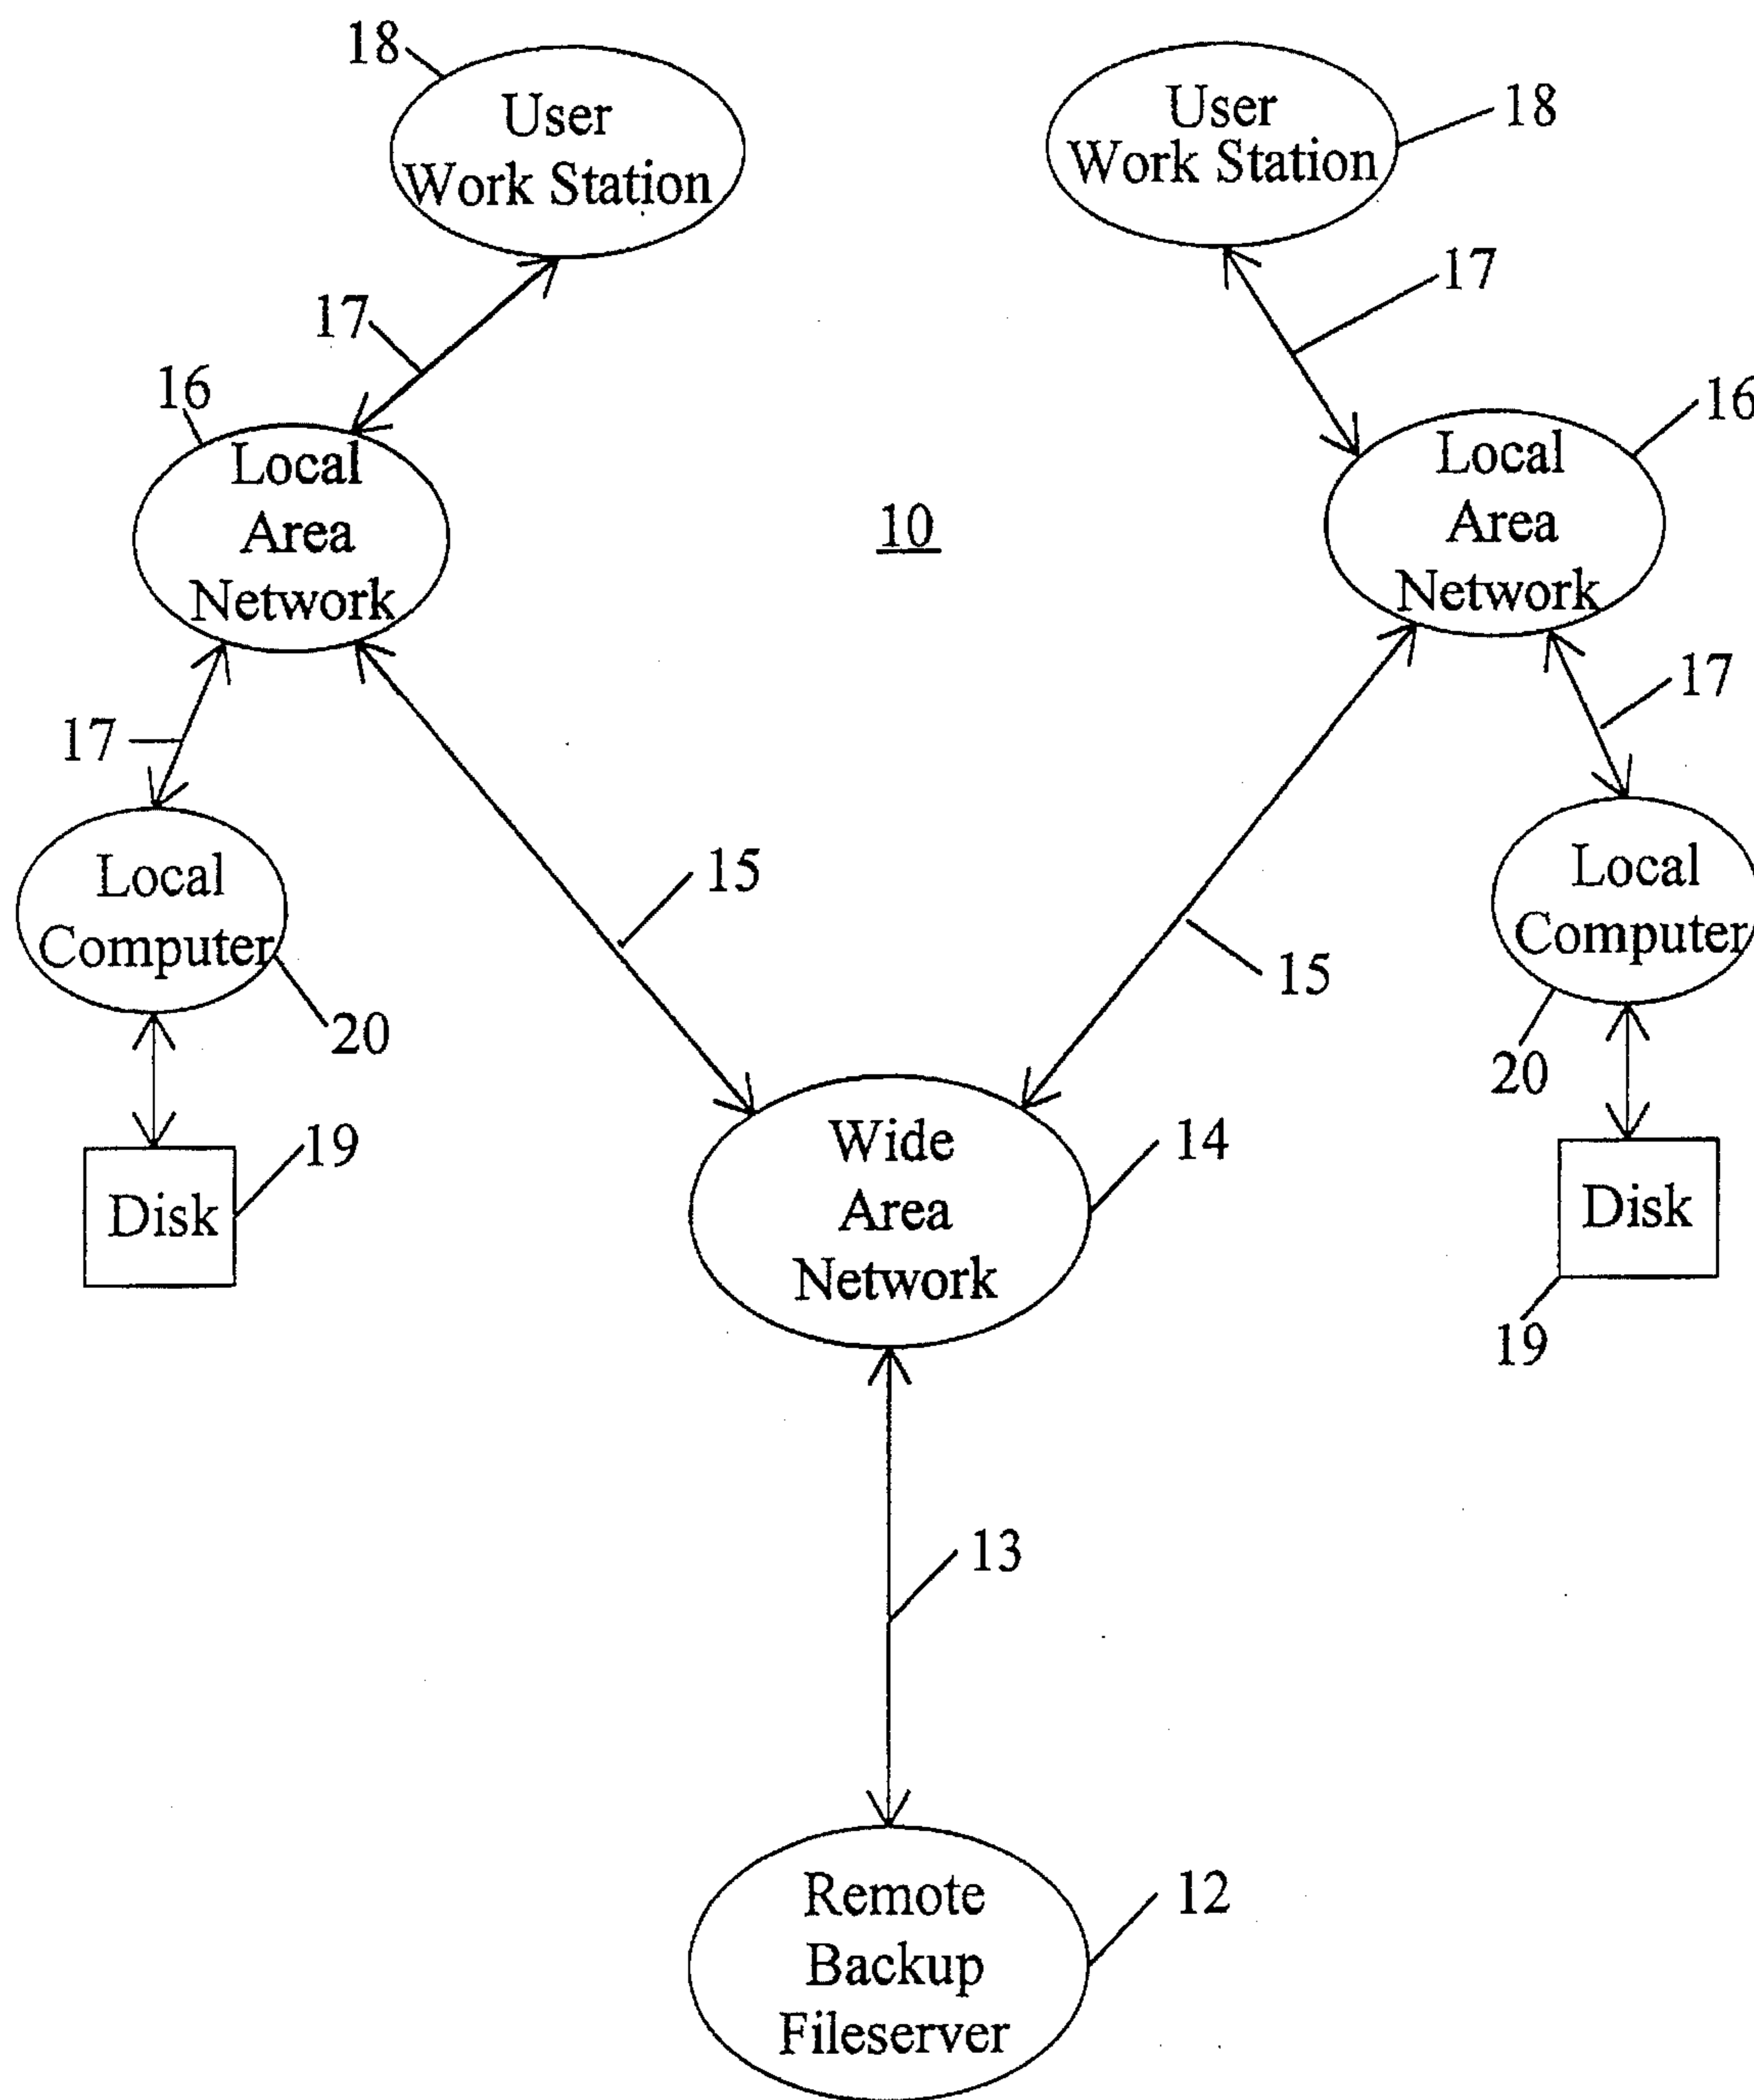 18
User
Work Station
User
Work Station
18
17
17
16
Local
Area
Network
10
Local
Area
Network
16
17
17
Local
Computer
20
15
15
Local
Computer
20
Disk
19
Wide
Area
Network
14
Disk
19
13
Remote
Backup
Fileserver
12